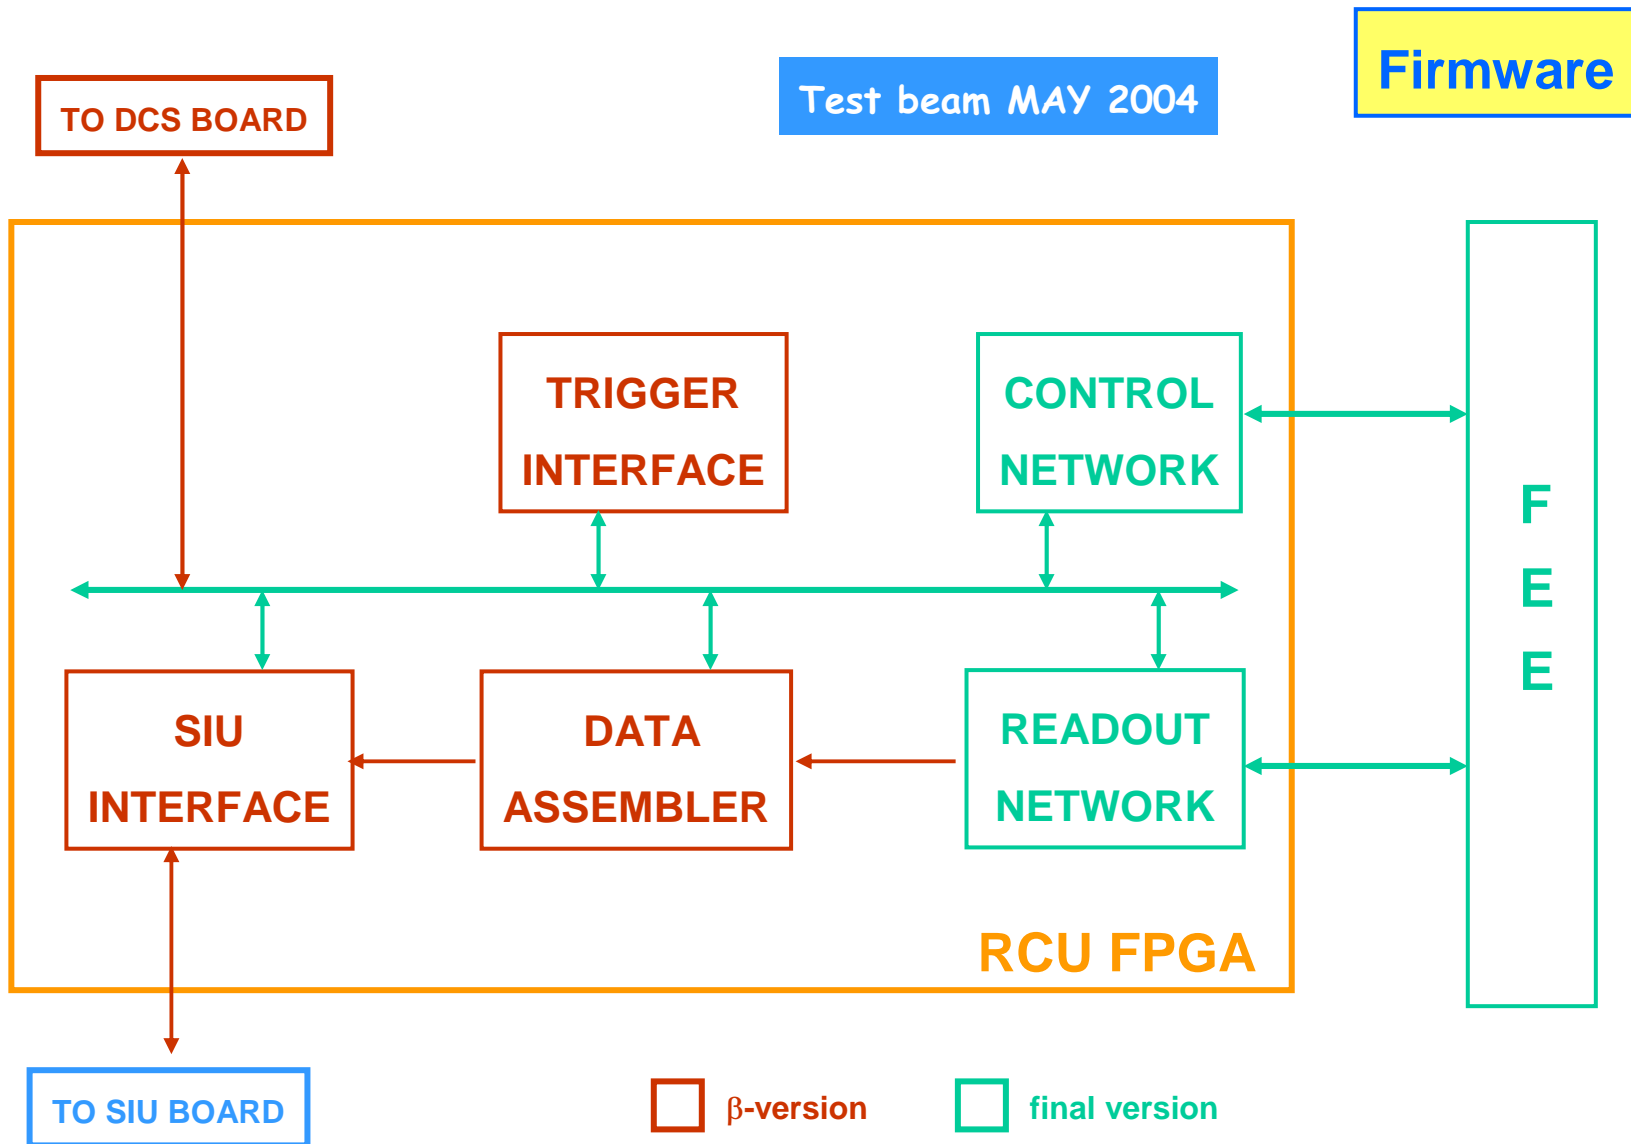 Firmware
Test beam MAY 2004
TO DCS BOARD
TRIGGER
INTERFACE
CONTROL
NETWORK
F
E
E
SIU
INTERFACE
DATA
ASSEMBLER
READOUT
NETWORK
RCU FPGA
TO SIU BOARD
β-version
final version